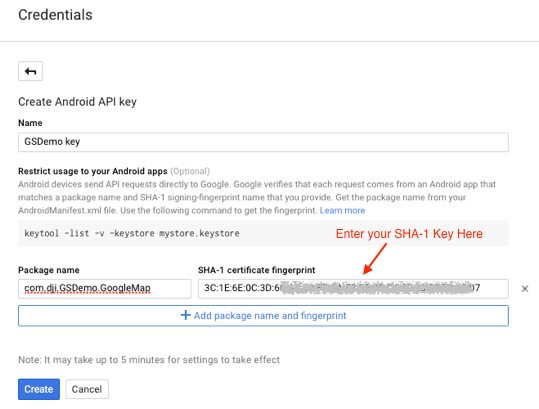 Credentials
Create Android API key
Name
GSDemo key
Restrict usage to your Android apps (Optional)
Android devices send API requests directly to Google. Google verifies that each request comes from an Android app that
matches a package name and SHA-1 signing-fingerprint name that you provide. Get the package name from your
AndroidManifest.xml file. Use the following command to get the fingerprint. Learn more
keytool -list -v -keystore mystore.keystore
Enter your SHA-1 Key Here
Package name SHA-1 certificate fingerprint
com.dji.GSDemo.GoogleMap 3C:1E:6E:0C:3D:6 07
Add package name and fingerprint
Note: It may take up to 5 minutes for settings to take effect
Create Cancel